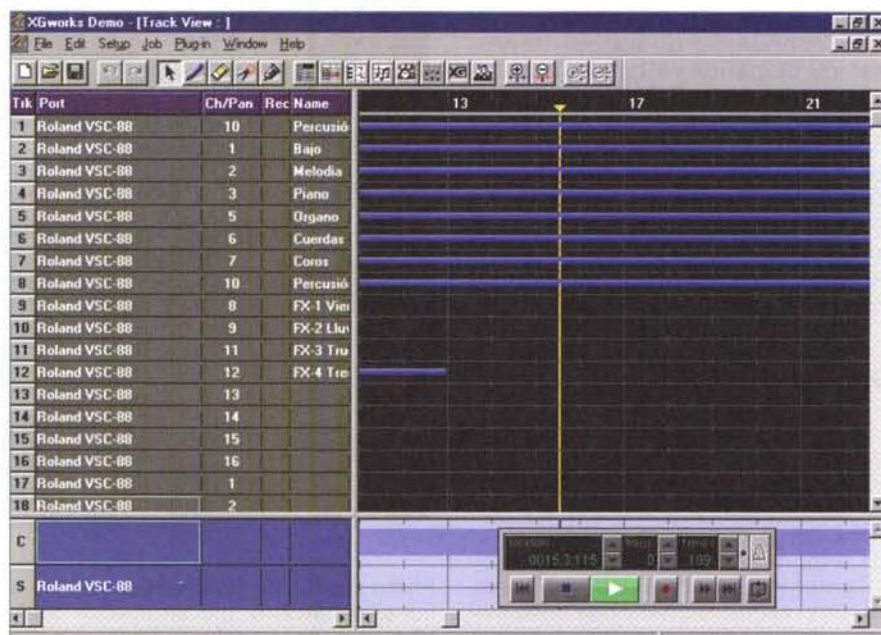 XGworks Demo - [Track View : ]
File Edit Setup Job Plug-in Window Help
Trk Port Ch/Pan Rec Name 13 17 21
1 Roland VSC-88 10 Percusió
2 Roland VSC-88 1 Bajo
3 Roland VSC-88 2 Melodia
4 Roland VSC-88 3 Piano
5 Roland VSC-88 5 Organo
6 Roland VSC-88 6 Cuerdas
7 Roland VSC-88 7 Coros
8 Roland VSC-88 10 Percusió
9 Roland VSC-88 8 FX-1 Vie
10 Roland VSC-88 9 FX-2 Llu
11 Roland VSC-88 11 FX-3 Tru
12 Roland VSC-88 12 FX-4 Tre
13 Roland VSC-88 13
14 Roland VSC-88 14
15 Roland VSC-88 15
16 Roland VSC-88 16
17 Roland VSC-88 1
18 Roland VSC-88 2
C
S Roland VSC-88
Tempo
0015:3:115 0 109